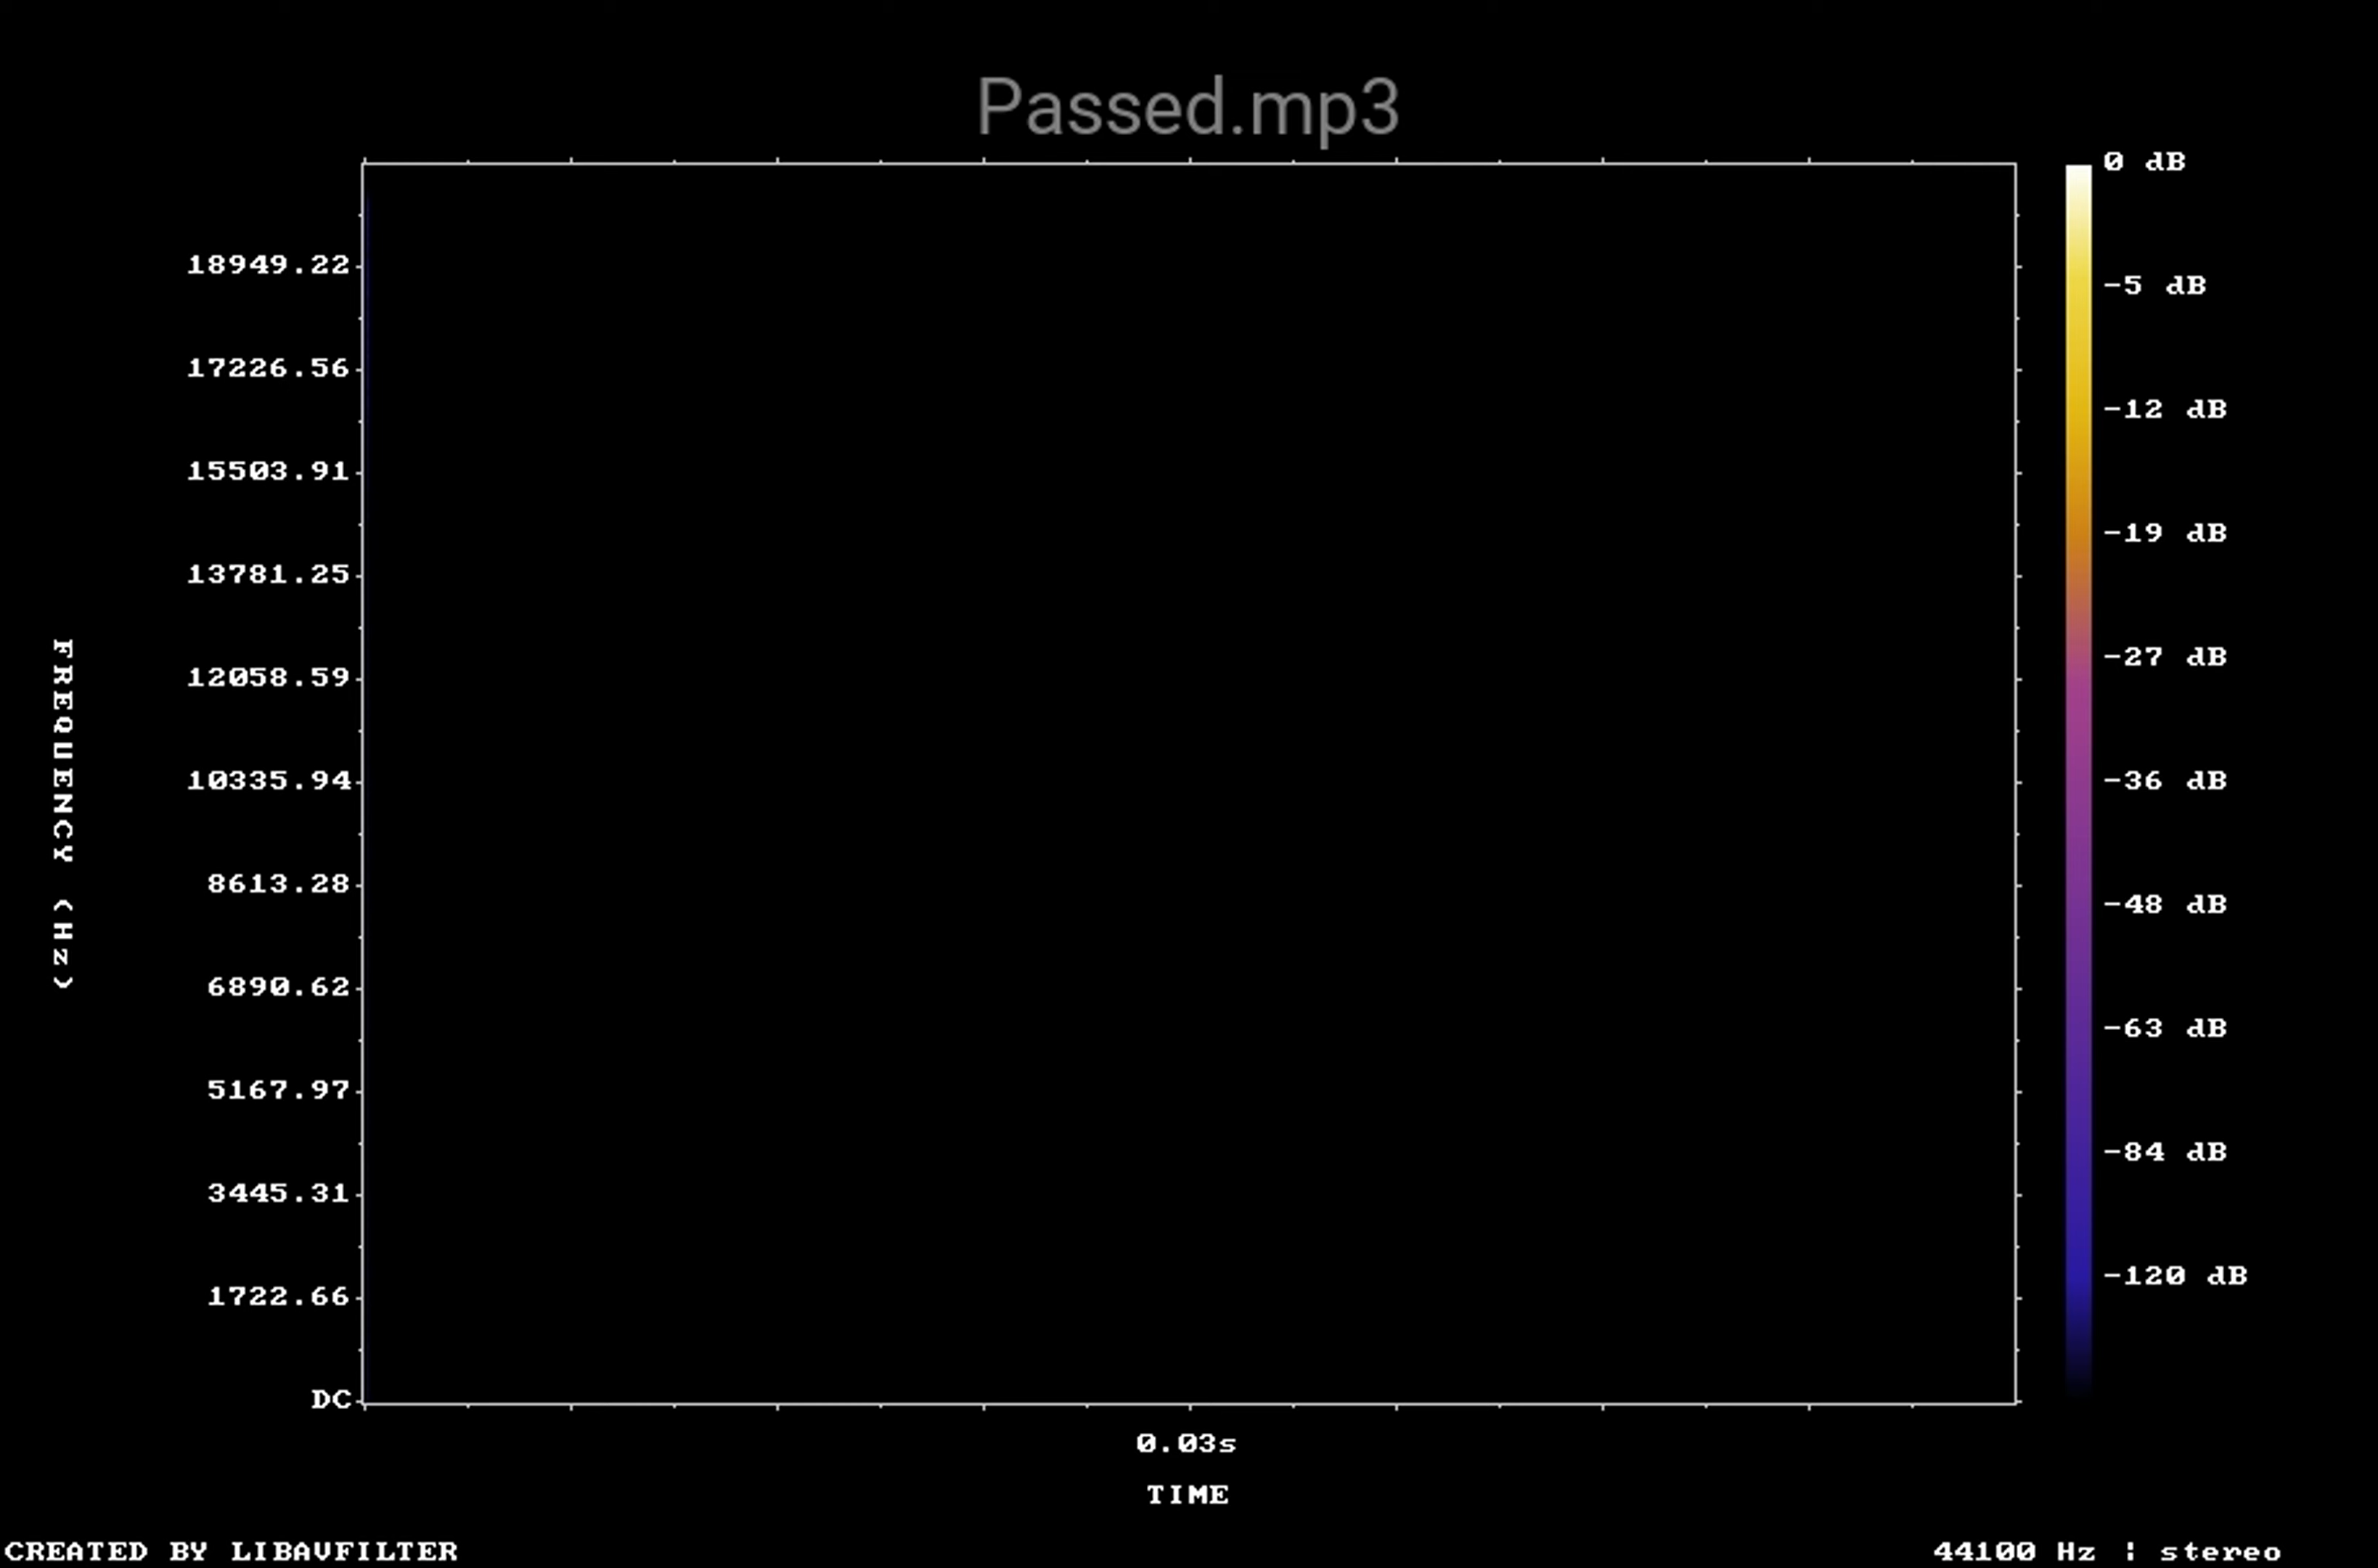 Passed.mp3
0 dB
18949.22
-5 dB
17226.56
-12 dB
15503.91
-19 dB
13781.25
-27 dB
12058.59
-36 dB
10335.94
8613.28
-48 dB
6890.62
-63 dB
5167.97
-84 dB
3445.31
-120 dB
1722.66
DC
FREQUENCY (Hz)
0.03s
TIME
CREATED BY LIBAVFILTER
44100 Hz | stereo